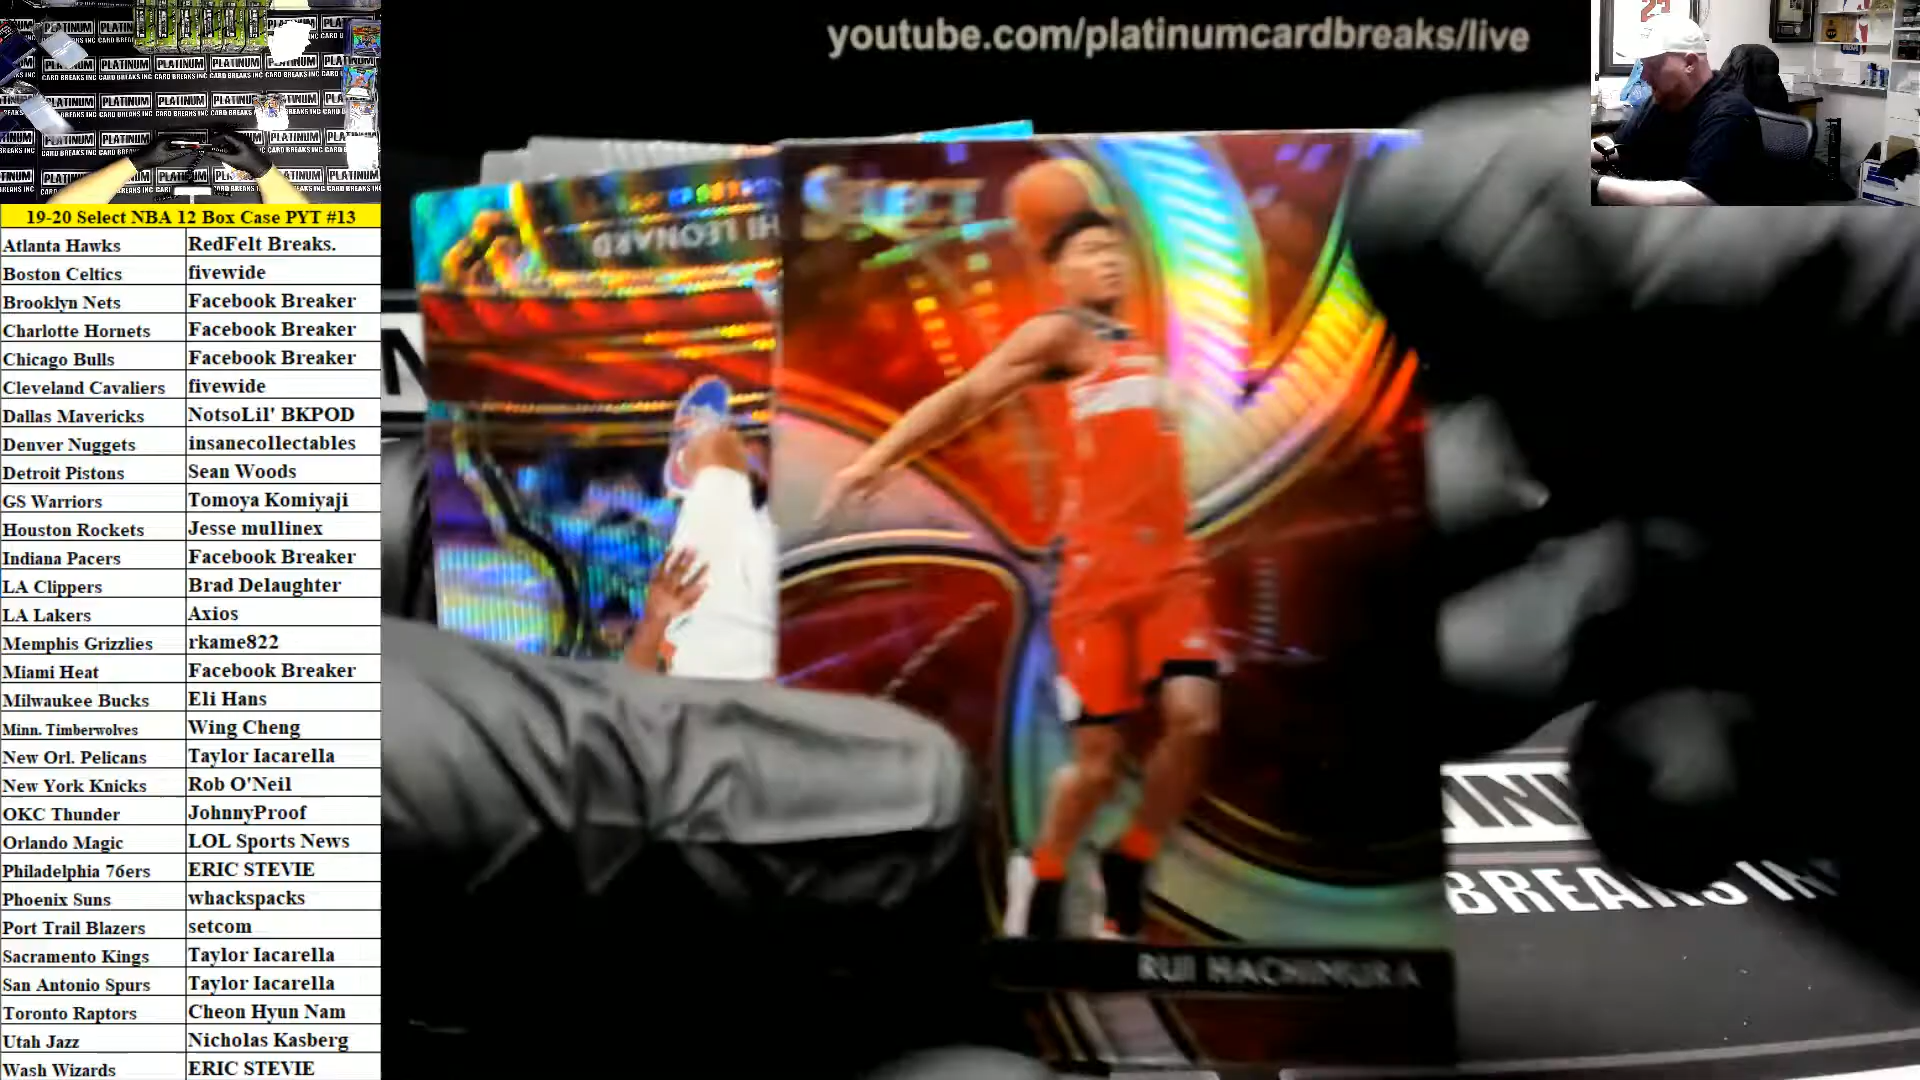 youtube.com/platinumcardbreaks/live
19-20 Select NBA 12 Box Case PYT #13
Atlanta Hawks RedFelt Breaks.
Boston Celtics fivewide
Brooklyn Nets Facebook Breaker
Charlotte Hornets Facebook Breaker
Chicago Bulls Facebook Breaker
Cleveland Cavaliers fivewide
Dallas Mavericks NotsoLil' BKPOD
Denver Nuggets insanecollectables
Detroit Pistons Sean Woods
GS Warriors Tomoya Komiyaji
Houston Rockets Jesse mullinex
Indiana Pacers Facebook Breaker
LA Clippers Brad Delaughter
LA Lakers Axios
Memphis Grizzlies rkame822
Miami Heat Facebook Breaker
Milwaukee Bucks Eli Hans
Minn. Timberwolves Wing Cheng
New Orl. Pelicans Taylor Iacarella
New York Knicks Rob O'Neil
OKC Thunder JohnnyProof
Orlando Magic LOL Sports News
Philadelphia 76ers ERIC STEVIE
Phoenix Suns whackspacks
Port Trail Blazers setcom
Sacramento Kings Taylor Iacarella
San Antonio Spurs Taylor Iacarella
Toronto Raptors Cheon Hyun Nam
Utah Jazz Nicholas Kasberg
Wash Wizards ERIC STEVIE
SELECT
HI LEONARD
RUI HACHIMURA
PLATINUM
CARD BREAKS INC